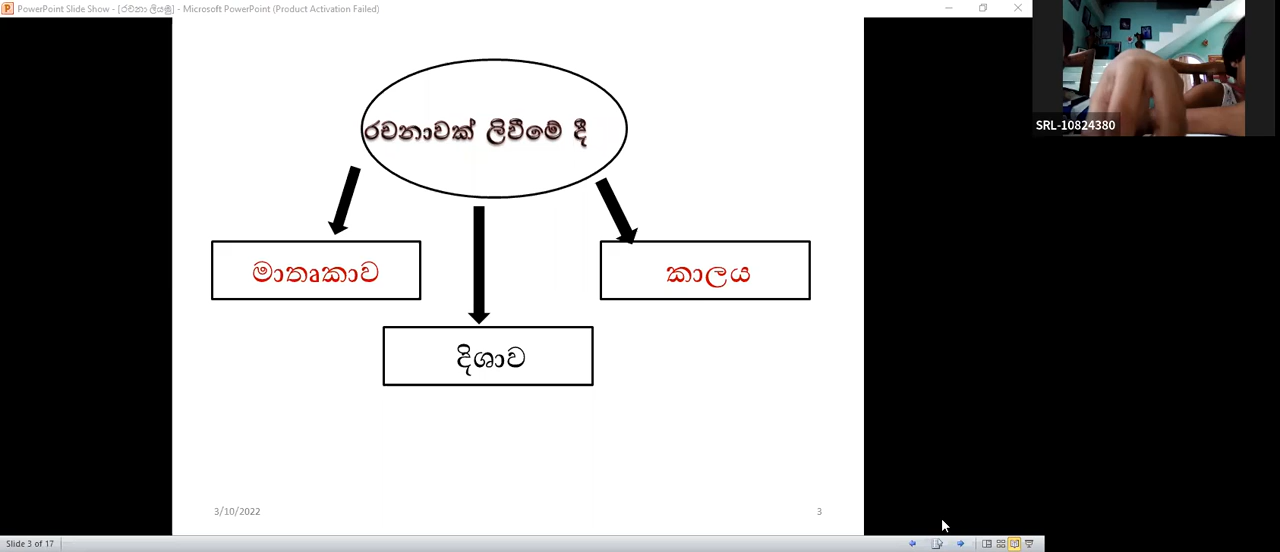 PowerPoint Slide Show - [රචනා ලියමු] - Microsoft PowerPoint (Product Activation Failed)
SRL-10824380
රචනාවක් ලිවීමේ දී
මාතෘකාව
කාලය
දිශාව
3/10/2022
3
Slide 3 of 17